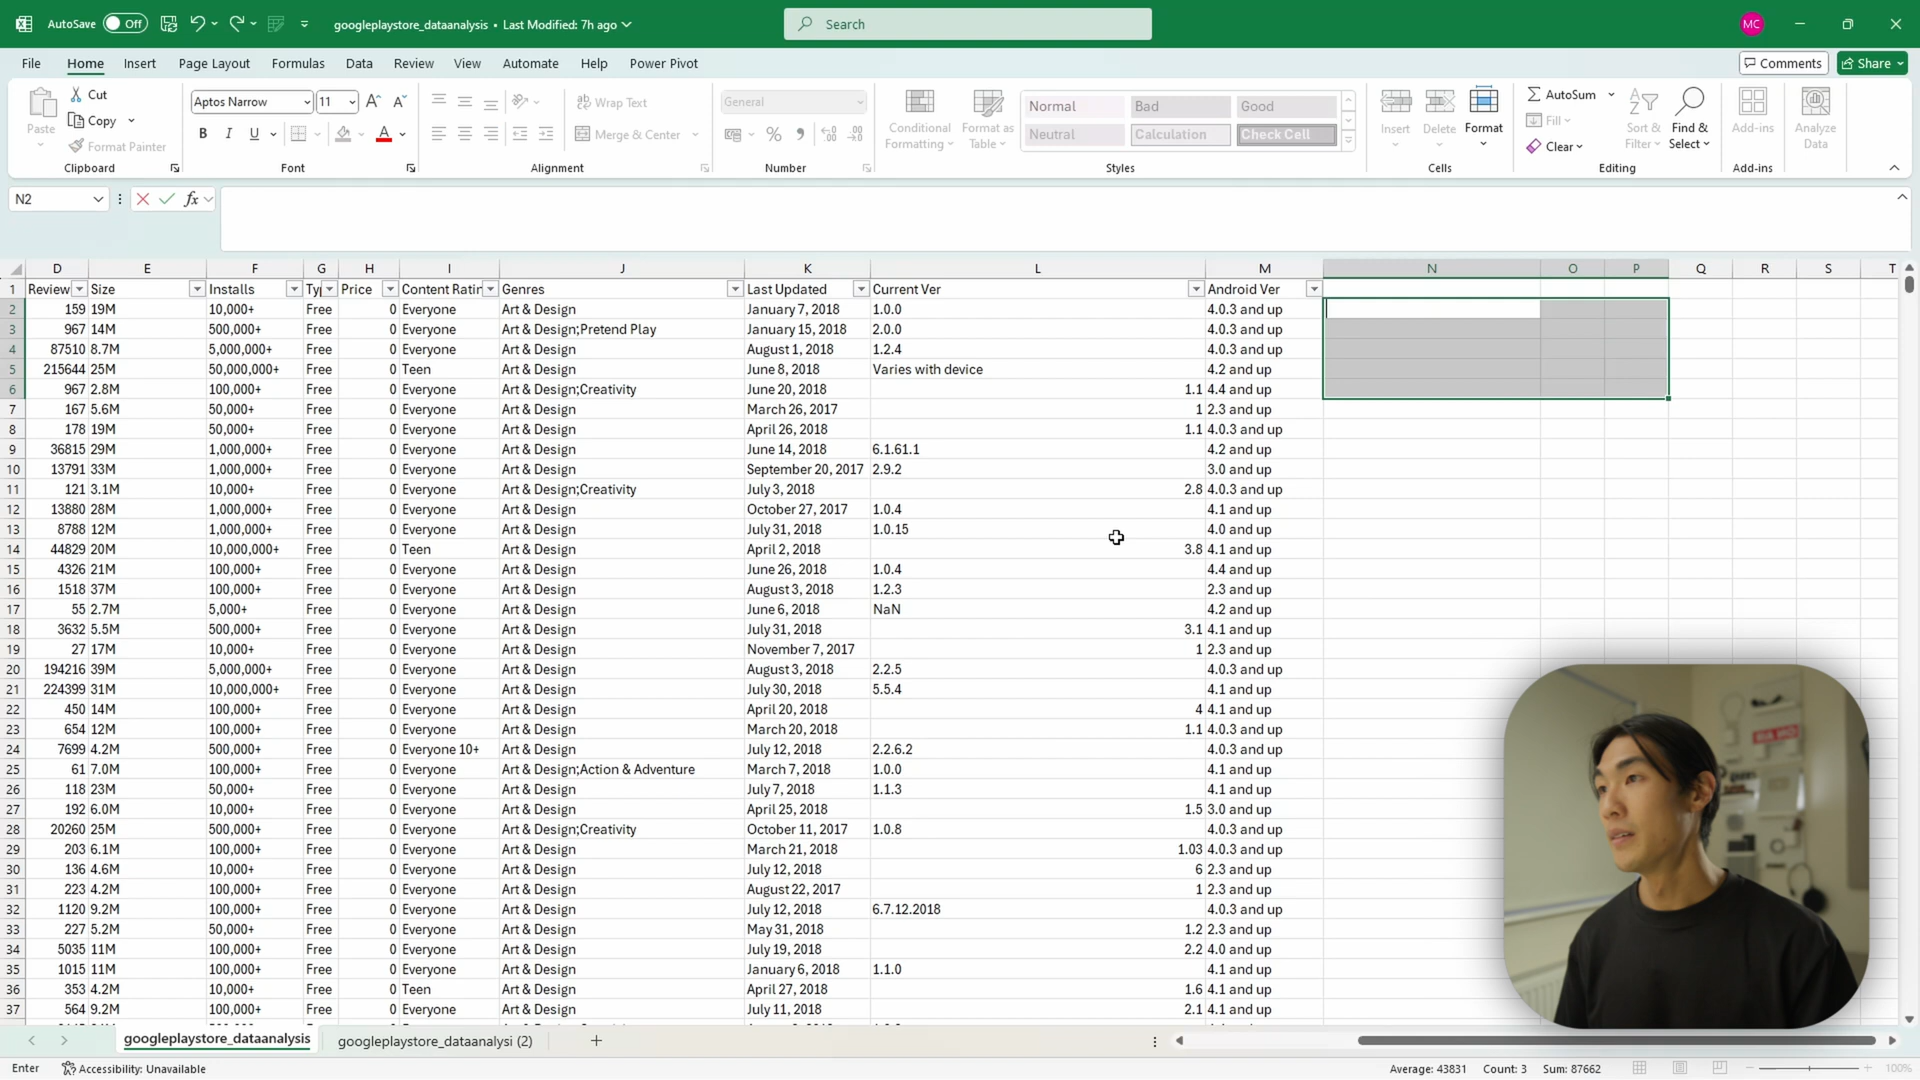 AutoSave Off googleplaystore_dataanalysis • Last Modified: 7h ago Search MC
File Home Insert Page Layout Formulas Data Review View Automate Help Power Pivot Comments Share
Cut
Copy
Format Painter
Paste
Clipboard
Aptos Narrow 11
B I U
Font
Wrap Text
Merge & Center
Alignment
General
Number
Conditional Formatting
Format as Table
Normal Bad Good
Neutral Calculation Check Cell
Styles
Insert Delete Format
Cells
AutoSum
Fill
Clear
Sort & Filter
Find & Select
Editing
Add-ins
Add-ins
Analyze Data
N2 fx
D E F G H I J K L M N O P Q R S T
1 Review Size Installs Ty Price Content Ratin Genres Last Updated Current Ver Android Ver
2 159 19M 10,000+ Free 0 Everyone Art & Design January 7, 2018 1.0.0 4.0.3 and up
3 967 14M 500,000+ Free 0 Everyone Art & Design;Pretend Play January 15, 2018 2.0.0 4.0.3 and up
4 87510 8.7M 5,000,000+ Free 0 Everyone Art & Design August 1, 2018 1.2.4 4.0.3 and up
5 215644 25M 50,000,000+ Free 0 Teen Art & Design June 8, 2018 Varies with device 4.2 and up
6 967 2.8M 100,000+ Free 0 Everyone Art & Design;Creativity June 20, 2018 1.1 4.4 and up
7 167 5.6M 50,000+ Free 0 Everyone Art & Design March 26, 2017 1 2.3 and up
8 178 19M 50,000+ Free 0 Everyone Art & Design April 26, 2018 1.1 4.0.3 and up
9 36815 29M 1,000,000+ Free 0 Everyone Art & Design June 14, 2018 6.1.61.1 4.2 and up
10 13791 33M 1,000,000+ Free 0 Everyone Art & Design September 20, 2017 2.9.2 3.0 and up
11 121 3.1M 10,000+ Free 0 Everyone Art & Design;Creativity July 3, 2018 2.8 4.0.3 and up
12 13880 28M 1,000,000+ Free 0 Everyone Art & Design October 27, 2017 1.0.4 4.1 and up
13 8788 12M 1,000,000+ Free 0 Everyone Art & Design July 31, 2018 1.0.15 4.0 and up
14 44829 20M 10,000,000+ Free 0 Teen Art & Design April 2, 2018 3.8 4.1 and up
15 4326 21M 100,000+ Free 0 Everyone Art & Design June 26, 2018 1.0.4 4.4 and up
16 1518 37M 100,000+ Free 0 Everyone Art & Design August 3, 2018 1.2.3 2.3 and up
17 55 2.7M 5,000+ Free 0 Everyone Art & Design June 6, 2018 NaN 4.2 and up
18 3632 5.5M 500,000+ Free 0 Everyone Art & Design July 31, 2018 3.1 4.1 and up
19 27 17M 10,000+ Free 0 Everyone Art & Design November 7, 2017 1 2.3 and up
20 194216 39M 5,000,000+ Free 0 Everyone Art & Design August 3, 2018 2.2.5 4.0.3 and up
21 224399 31M 10,000,000+ Free 0 Everyone Art & Design July 30, 2018 5.5.4 4.1 and up
22 450 14M 100,000+ Free 0 Everyone Art & Design April 20, 2018 4 4.1 and up
23 654 12M 100,000+ Free 0 Everyone Art & Design March 20, 2018 1.1 4.0.3 and up
24 7699 4.2M 500,000+ Free 0 Everyone 10+ Art & Design July 12, 2018 2.2.6.2 4.0.3 and up
25 61 7.0M 100,000+ Free 0 Everyone Art & Design;Action & Adventure March 7, 2018 1.0.0 4.1 and up
26 118 23M 50,000+ Free 0 Everyone Art & Design July 7, 2018 1.1.3 4.1 and up
27 192 6.0M 10,000+ Free 0 Everyone Art & Design April 25, 2018 1.5 3.0 and up
28 20260 25M 500,000+ Free 0 Everyone Art & Design;Creativity October 11, 2017 1.0.8 4.0.3 and up
29 203 6.1M 100,000+ Free 0 Everyone Art & Design March 21, 2018 1.03 4.0.3 and up
30 136 4.6M 10,000+ Free 0 Everyone Art & Design July 12, 2018 6 2.3 and up
31 223 4.2M 100,000+ Free 0 Everyone Art & Design August 22, 2017 1 2.3 and up
32 1120 9.2M 100,000+ Free 0 Everyone Art & Design July 12, 2018 6.7.12.2018 4.0.3 and up
33 227 5.2M 50,000+ Free 0 Everyone Art & Design May 31, 2018 1.2 2.3 and up
34 5035 11M 100,000+ Free 0 Everyone Art & Design July 19, 2018 2.2 4.0 and up
35 1015 11M 100,000+ Free 0 Everyone Art & Design January 6, 2018 1.1.0 4.1 and up
36 353 4.2M 10,000+ Free 0 Teen Art & Design April 27, 2018 1.6 4.1 and up
37 564 9.2M 100,000+ Free 0 Everyone Art & Design July 11, 2018 2.1 4.1 and up
googleplaystore_dataanalysis googleplaystore_dataanalysi (2)
Enter Accessibility: Unavailable Average: 43831 Count: 3 Sum: 87662 100%